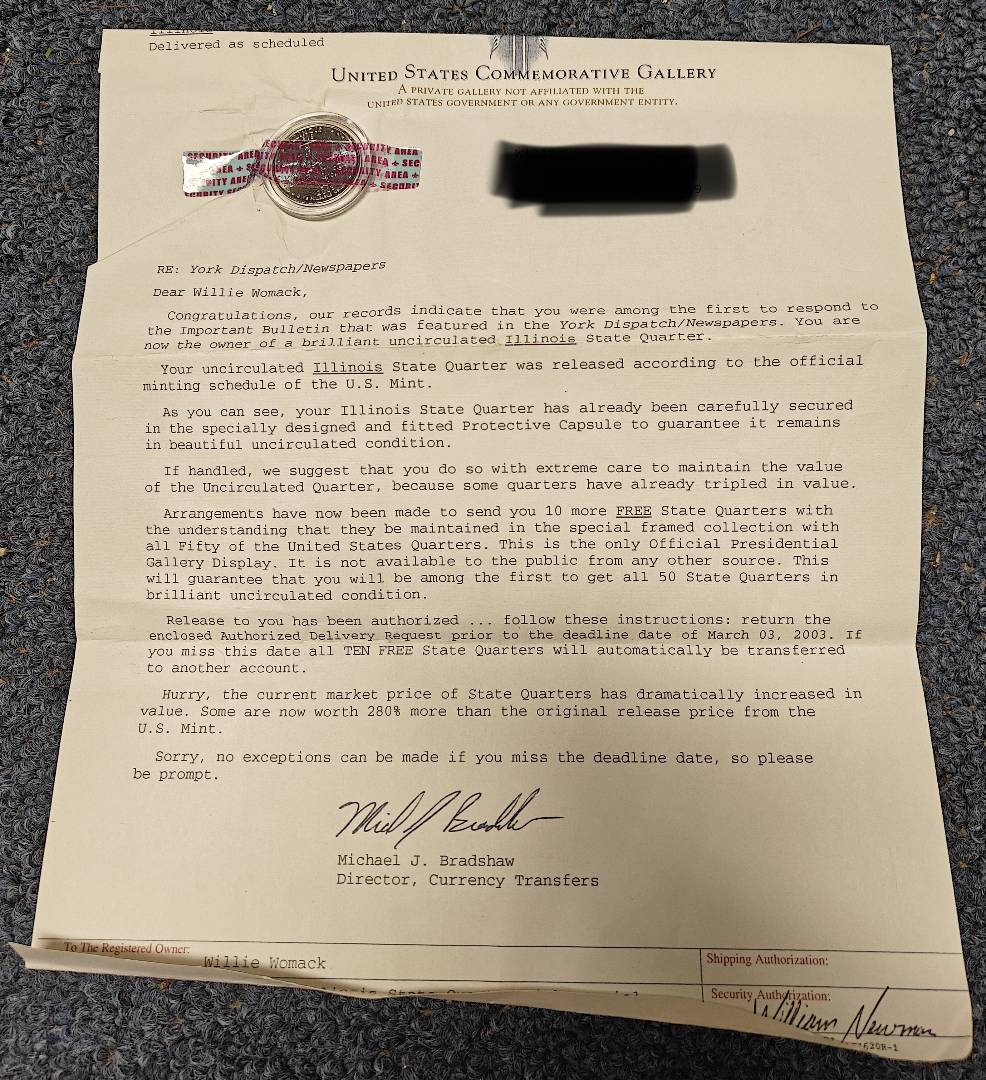 Illinois
Delivered as scheduled
UNITED STATES COMMEMORATIVE GALLERY
A PRIVATE GALLERY NOT AFFILIATED WITH THE
UNITED STATES GOVERNMENT OR ANY GOVERNMENT ENTITY.
SECURITY AREA
SECURITY AREA + SEC
SECURITY AREA
SECURITY
RE: York Dispatch/Newspapers
Dear Willie Womack,
Congratulations, our records indicate that you were among the first to respond to
the Important Bulletin that was featured in the York Dispatch/Newspapers. You are
now the owner of a brilliant uncirculated Illinois State Quarter.
Your uncirculated Illinois State Quarter was released according to the official
minting schedule of the U.S. Mint.
As you can see, your Illinois State Quarter has already been carefully secured
in the specially designed and fitted Protective Capsule to guarantee it remains
in beautiful uncirculated condition.
If handled, we suggest that you do so with extreme care to maintain the value
of the Uncirculated Quarter, because some quarters have already tripled in value.
Arrangements have now been made to send you 10 more FREE State Quarters with
the understanding that they be maintained in the special framed collection with
all Fifty of the United States Quarters. This is the only Official Presidential
Gallery Display. It is not available to the public from any other source. This
will guarantee that you will be among the first to get all 50 State Quarters in
brilliant uncirculated condition.
Release to you has been authorized ... follow these instructions: return the
enclosed Authorized Delivery Request prior to the deadline date of March 03, 2003. If
you miss this date all TEN FREE State Quarters will automatically be transferred
to another account.
Hurry, the current market price of State Quarters has dramatically increased in
value. Some are now worth 280% more than the original release price from the
U.S. Mint.
Sorry, no exceptions can be made if you miss the deadline date, so please
be prompt.
Michael J. Bradshaw
Director, Currency Transfers
To The Registered Owner:
Willie Womack
Shipping Authorization:
Security Authorization:
William Newman